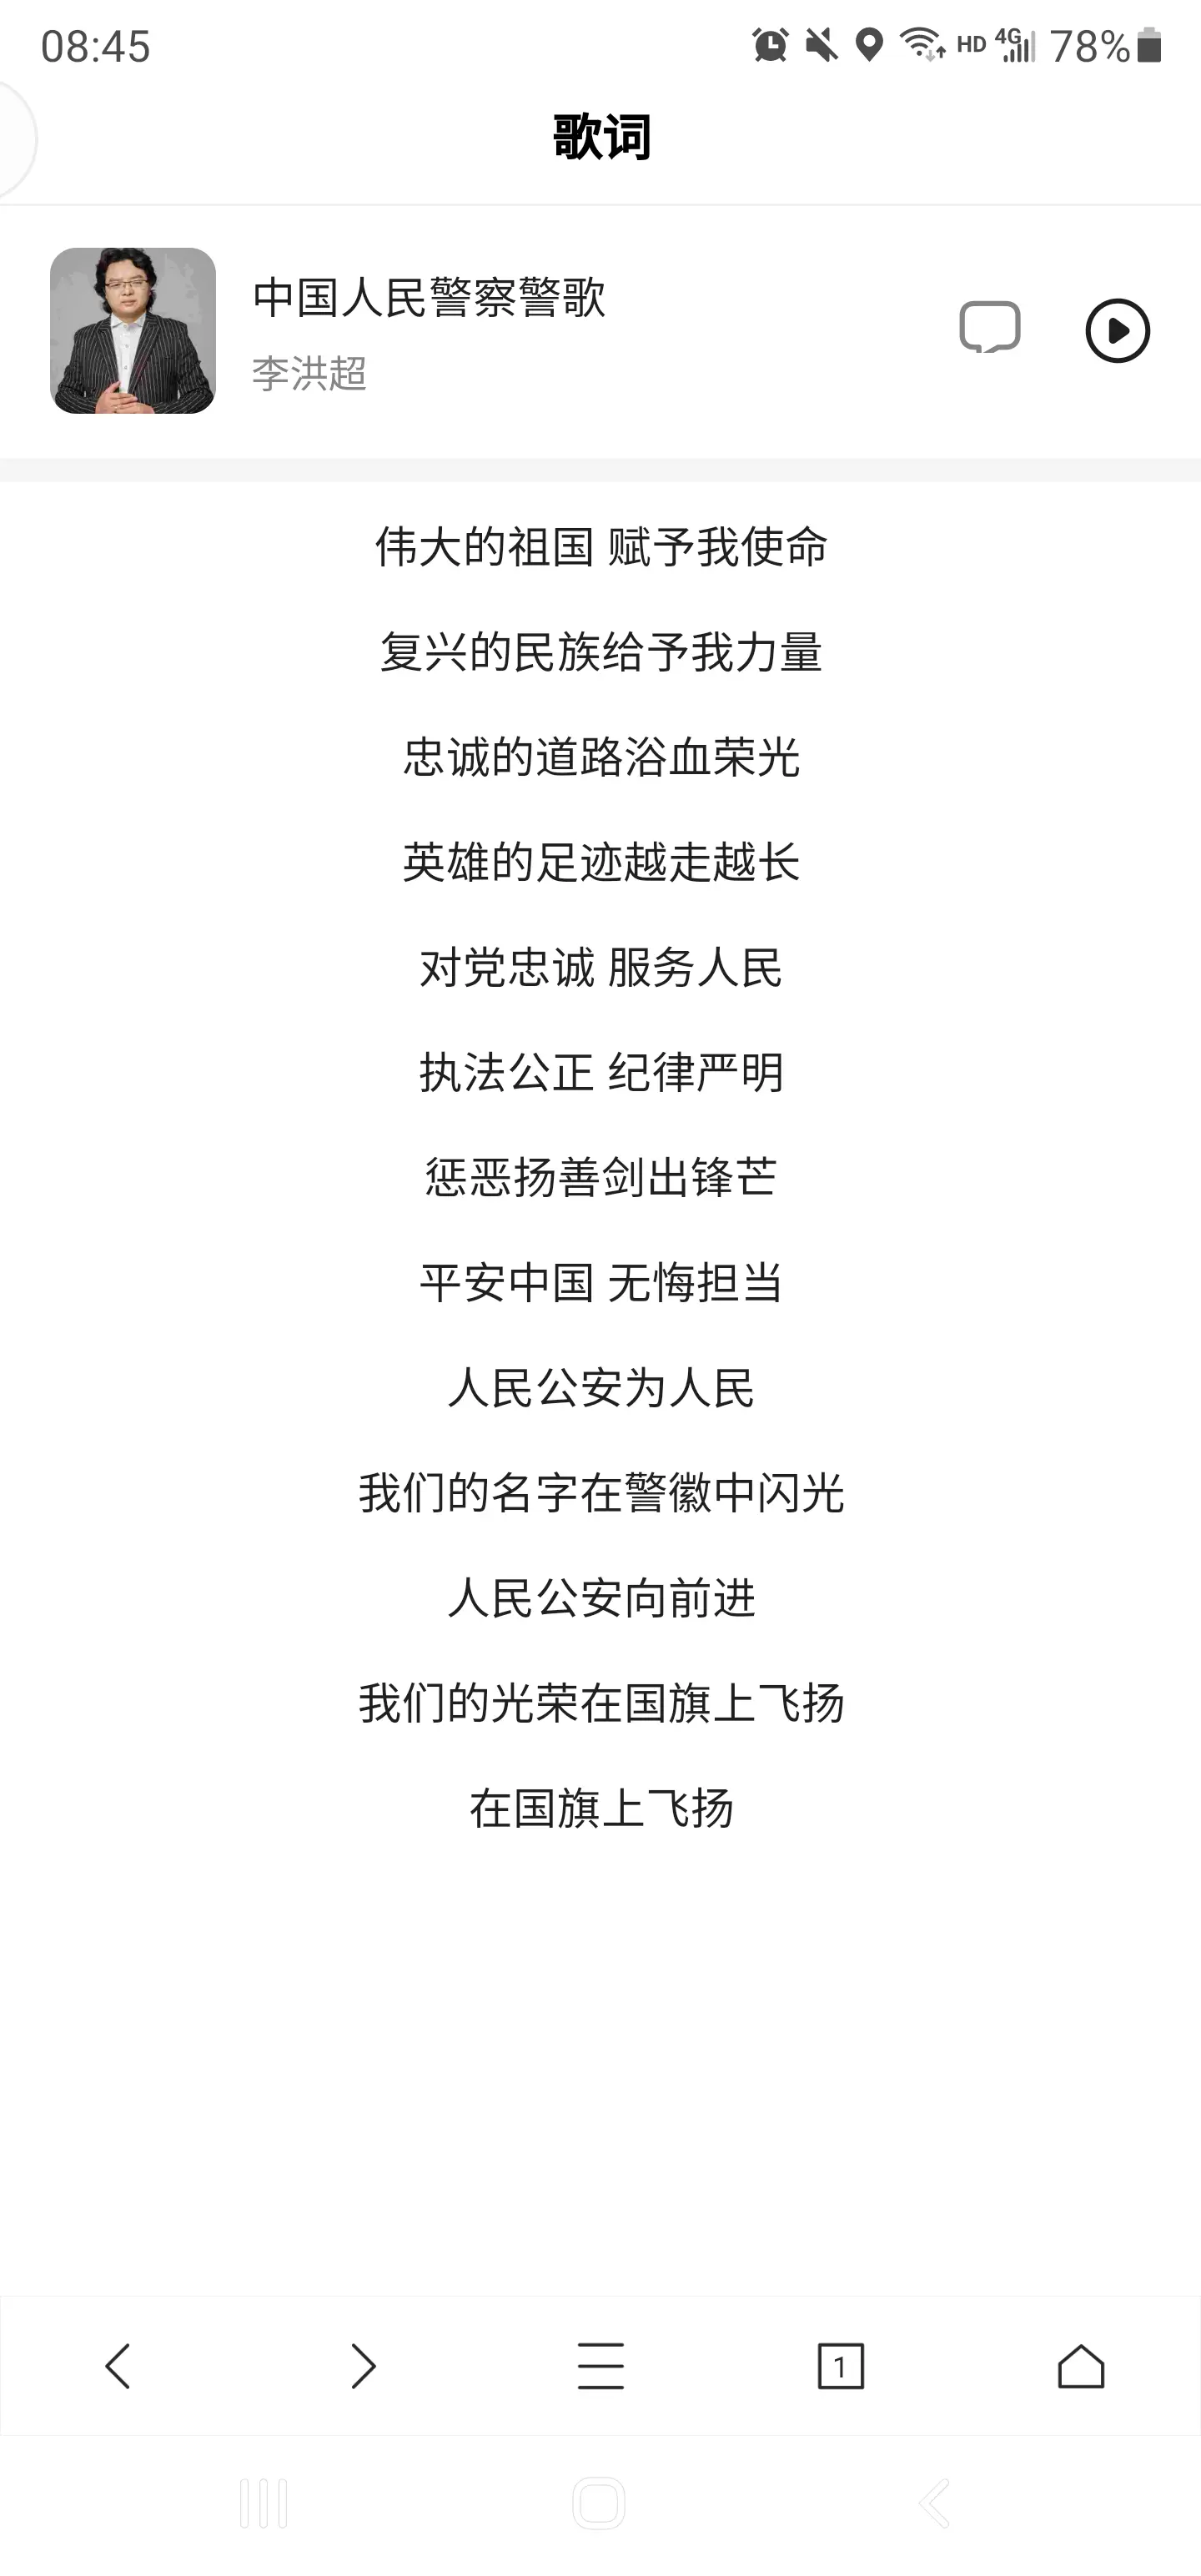 08:45
HD 4G 78%
歌词
中国人民警察警歌
李洪超
伟大的祖国 赋予我使命
复兴的民族给予我力量
忠诚的道路浴血荣光
英雄的足迹越走越长
对党忠诚 服务人民
执法公正 纪律严明
惩恶扬善剑出锋芒
平安中国 无悔担当
人民公安为人民
我们的名字在警徽中闪光
人民公安向前进
我们的光荣在国旗上飞扬
在国旗上飞扬
1